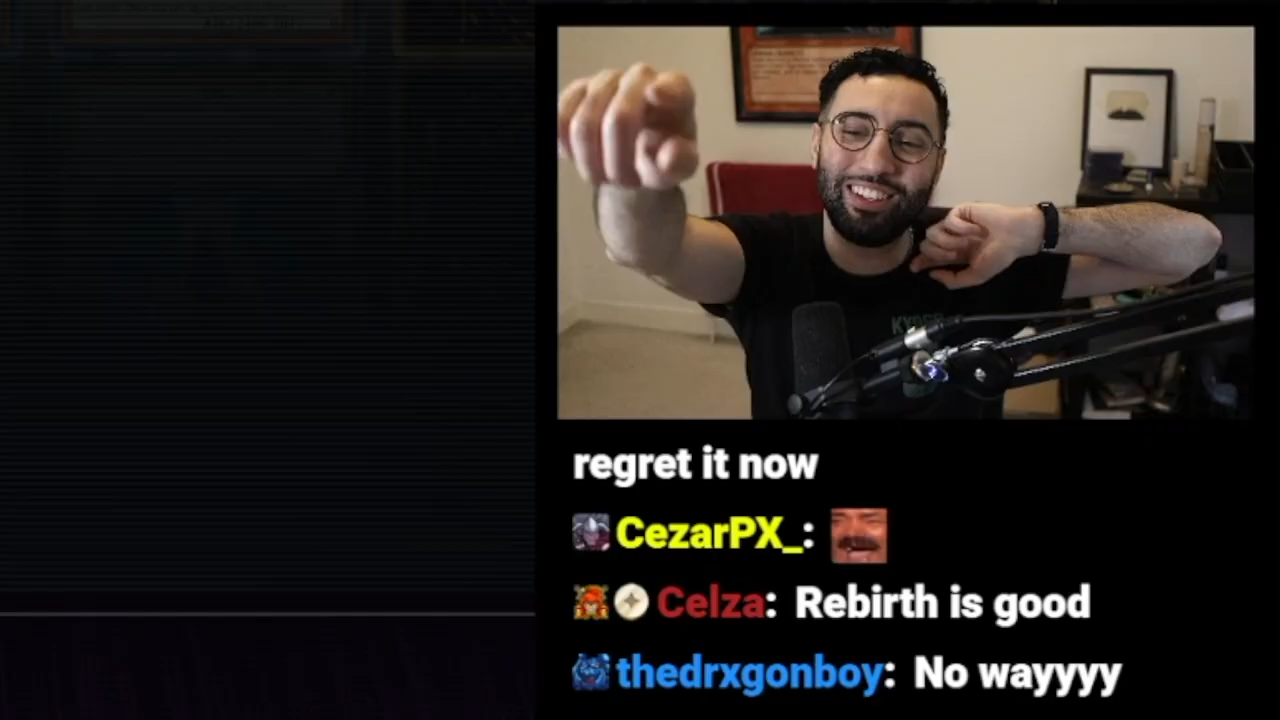 regret it now
CezarPX_:
Celza: Rebirth is good
thedrxgonboy: No wayyyy